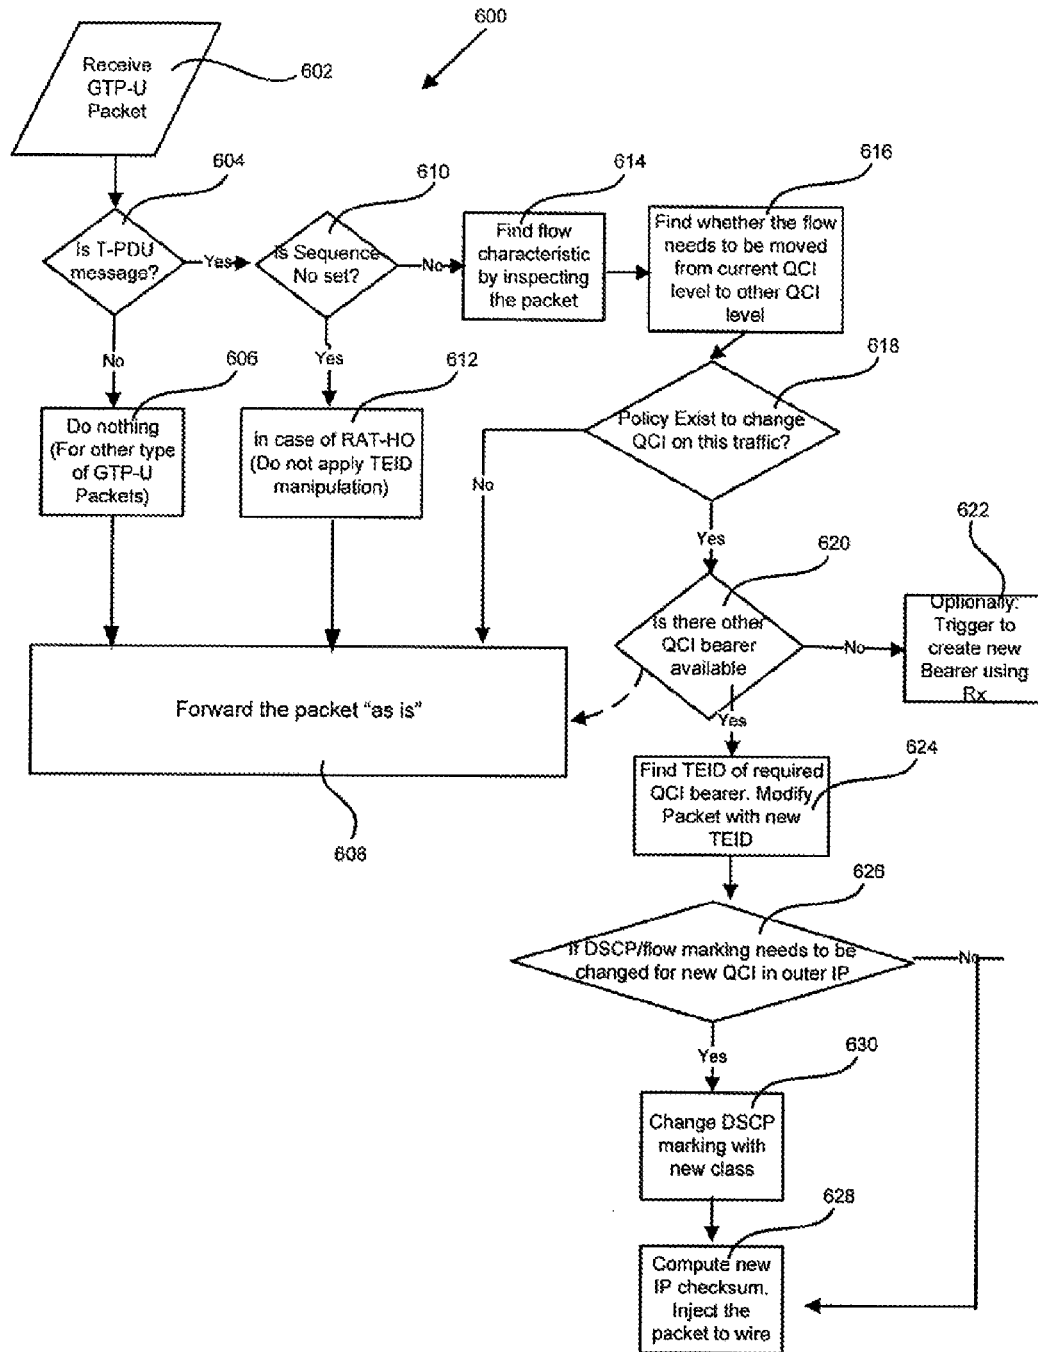 600
Receive
GTP-U
Packet
602
604
Is T-PDU
message?
Yes
610
Is Sequence
No set?
No
614
Find flow
characteristic
by inspecting
the packet
616
Find whether the flow
needs to be moved
from current QCI
level to other QCI
level
No
606
Do nothing
(For other type
of GTP-U
Packets)
Yes
612
in case of RAT-HO
(Do not apply TEID
manipulation)
618
Policy Exist to change
QCI on this traffic?
No
Yes
620
Is there other
QCI bearer
available
No
622
Optionally:
Trigger to
create new
Bearer using
Rx
Forward the packet “as is”
608
Yes
624
Find TEID of required
QCI bearer. Modify
Packet with new
TEID
626
If DSCP/flow marking needs to be
changed for new QCI in outer IP
No
Yes
630
Change DSCP
marking with
new class
628
Compute new
IP checksum.
Inject the
packet to wire